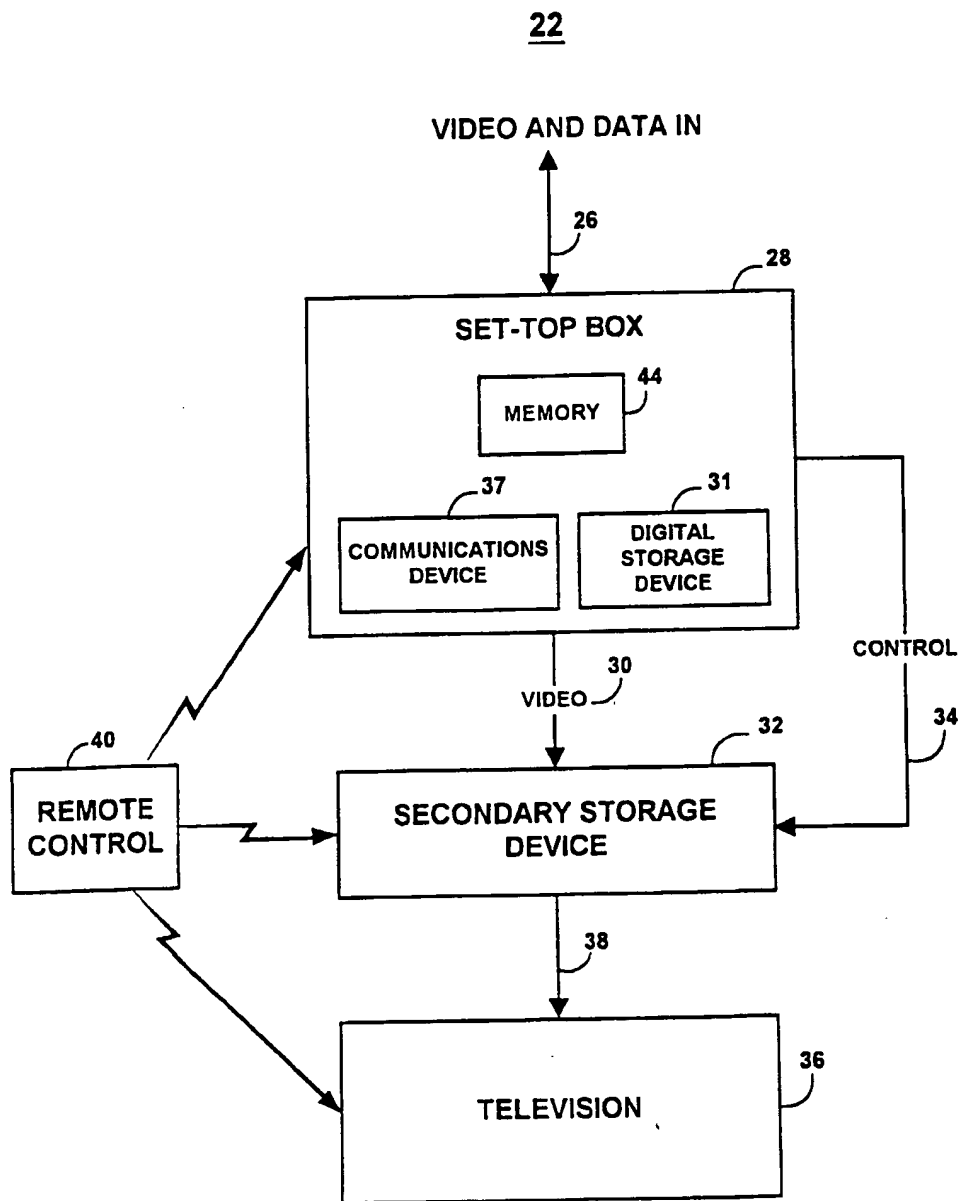 22
VIDEO AND DATA IN
26
28
SET-TOP BOX
44
MEMORY
37
31
COMMUNICATIONS
DEVICE
DIGITAL
STORAGE
DEVICE
CONTROL
30
VIDEO
34
32
40
REMOTE
CONTROL
SECONDARY STORAGE
DEVICE
38
36
TELEVISION